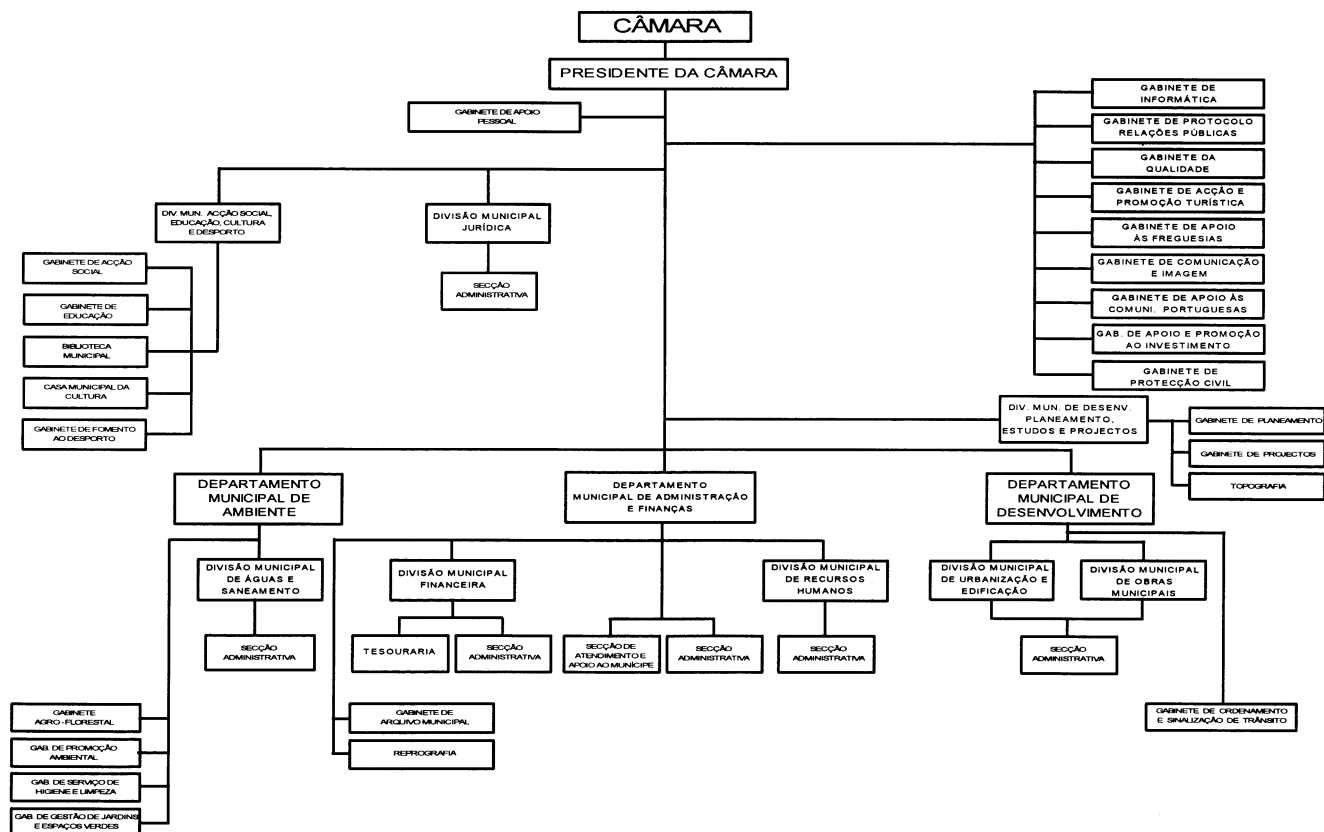 CÂMARA
PRESIDENTE DA CÂMARA
GABINETE DE APOIO
PESSOAL
GABINETE DE
INFORMÁTICA
GABINETE DE PROTOCOLO
RELAÇÕES PÚBLICAS
GABINETE DA
QUALIDADE
GABINETE DE ACÇÃO E
PROMOÇÃO TURÍSTICA
GABINETE DE APOIO
ÀS FREGUESIAS
GABINETE DE COMUNICAÇÃO
E IMAGEM
GABINETE DE APOIO ÀS
COMUNI. PORTUGUESAS
GAB. DE APOIO E PROMOÇÃO
AO INVESTIMENTO
GABINETE DE
PROTECÇÃO CIVIL
DIV. MUN. ACÇÃO SOCIAL,
EDUCAÇÃO, CULTURA
E DESPORTO
DIVISÃO MUNICIPAL
JURÍDICA
SECÇÃO
ADMINISTRATIVA
GABINETE DE ACÇÃO
SOCIAL
GABINETE DE
EDUCAÇÃO
BIBLIOTECA
MUNICIPAL
CASA MUNICIPAL DA
CULTURA
GABINETE DE FOMENTO
AO DESPORTO
DIV. MUN. DE DESENV.
PLANEAMENTO,
ESTUDOS E PROJECTOS
GABINETE DE PLANEAMENTO
GABINETE DE PROJECTOS
TOPOGRAFIA
DEPARTAMENTO
MUNICIPAL DE
AMBIENTE
DEPARTAMENTO
MUNICIPAL DE ADMINISTRAÇÃO
E FINANÇAS
DEPARTAMENTO
MUNICIPAL DE
DESENVOLVIMENTO
DIVISÃO MUNICIPAL
DE ÁGUAS E
SANEAMENTO
DIVISÃO MUNICIPAL
FINANCEIRA
DIVISÃO MUNICIPAL
DE RECURSOS
HUMANOS
DIVISÃO MUNICIPAL
DE URBANIZAÇÃO E
EDIFICAÇÃO
DIVISÃO MUNICIPAL
DE OBRAS
MUNICIPAIS
SECÇÃO
ADMINISTRATIVA
TESOURARIA
SECÇÃO
ADMINISTRATIVA
SECÇÃO DE
ATENDIMENTO E
APOIO AO MUNÍCIPE
SECÇÃO
ADMINISTRATIVA
SECÇÃO
ADMINISTRATIVA
SECÇÃO
ADMINISTRATIVA
GABINETE
AGRO-FLORESTAL
GAB. DE PROMOÇÃO
AMBIENTAL
GAB. DE SERVIÇO DE
HIGIENE E LIMPEZA
GAB. DE GESTÃO DE JARDINS
E ESPAÇOS VERDES
GABINETE DE
ARQUIVO MUNICIPAL
REPROGRAFIA
GABINETE DE ORDENAMENTO
E SINALIZAÇÃO DE TRÂNSITO